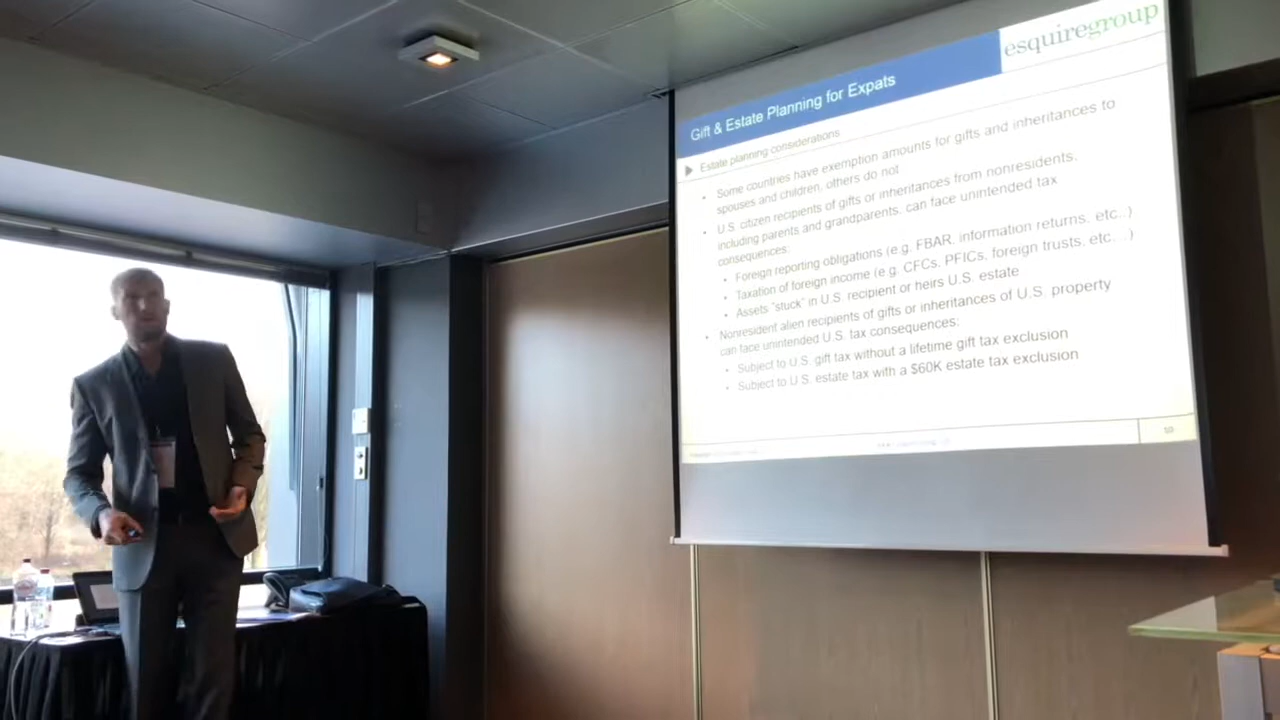 esquiregroup
Gift & Estate Planning for Expats
Estate planning considerations
Some countries have exemption amounts for gifts and inheritances to
spouses and children, others do not
U.S. citizen recipients of gifts or inheritances from nonresidents,
including parents and grandparents, can face unintended tax
consequences:
Foreign reporting obligations (e.g. FBAR, information returns, etc...)
Taxation of foreign income (e.g. CFCs, PFICs, foreign trusts, etc...)
Assets "stuck" in U.S. recipient or heirs U.S. estate
Nonresident alien recipients of gifts or inheritances of U.S. property
can face unintended U.S. tax consequences:
Subject to U.S. gift tax without a lifetime gift tax exclusion
Subject to U.S. estate tax with a $60K estate tax exclusion